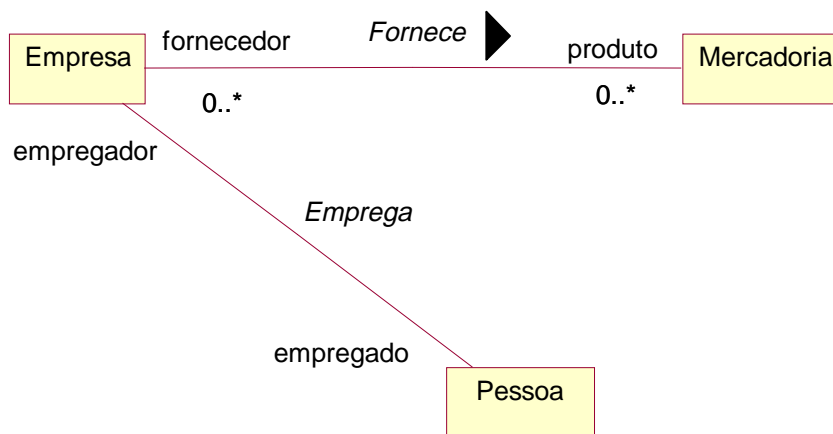 fornecedor
Fornece
Empresa
produto
Mercadoria
0..*
0..*
empregador
Emprega
empregado
Pessoa